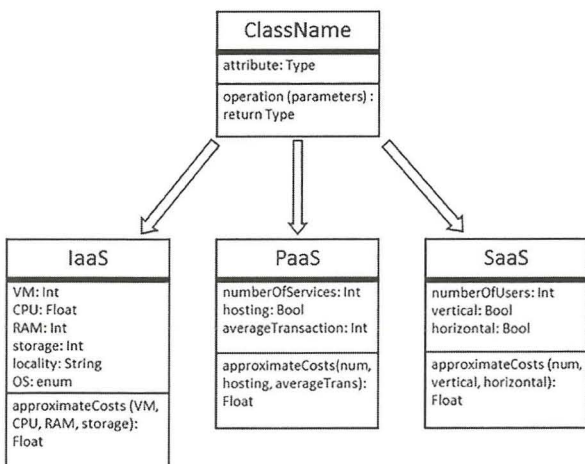 ClassName
attribute: Type
operation (parameters) :
return Type
IaaS
VM: Int
CPU: Float
RAM: Int
storage: Int
locality: String
OS: enum
approximateCosts (VM,
CPU, RAM, storage):
Float
PaaS
numberOfServices: Int
hosting: Bool
averageTransaction: Int
approximateCosts(num,
hosting, averageTrans):
Float
SaaS
numberOfUsers: Int
vertical: Bool
horizontal: Bool
approximateCosts (num,
vertical, horizontal):
Float